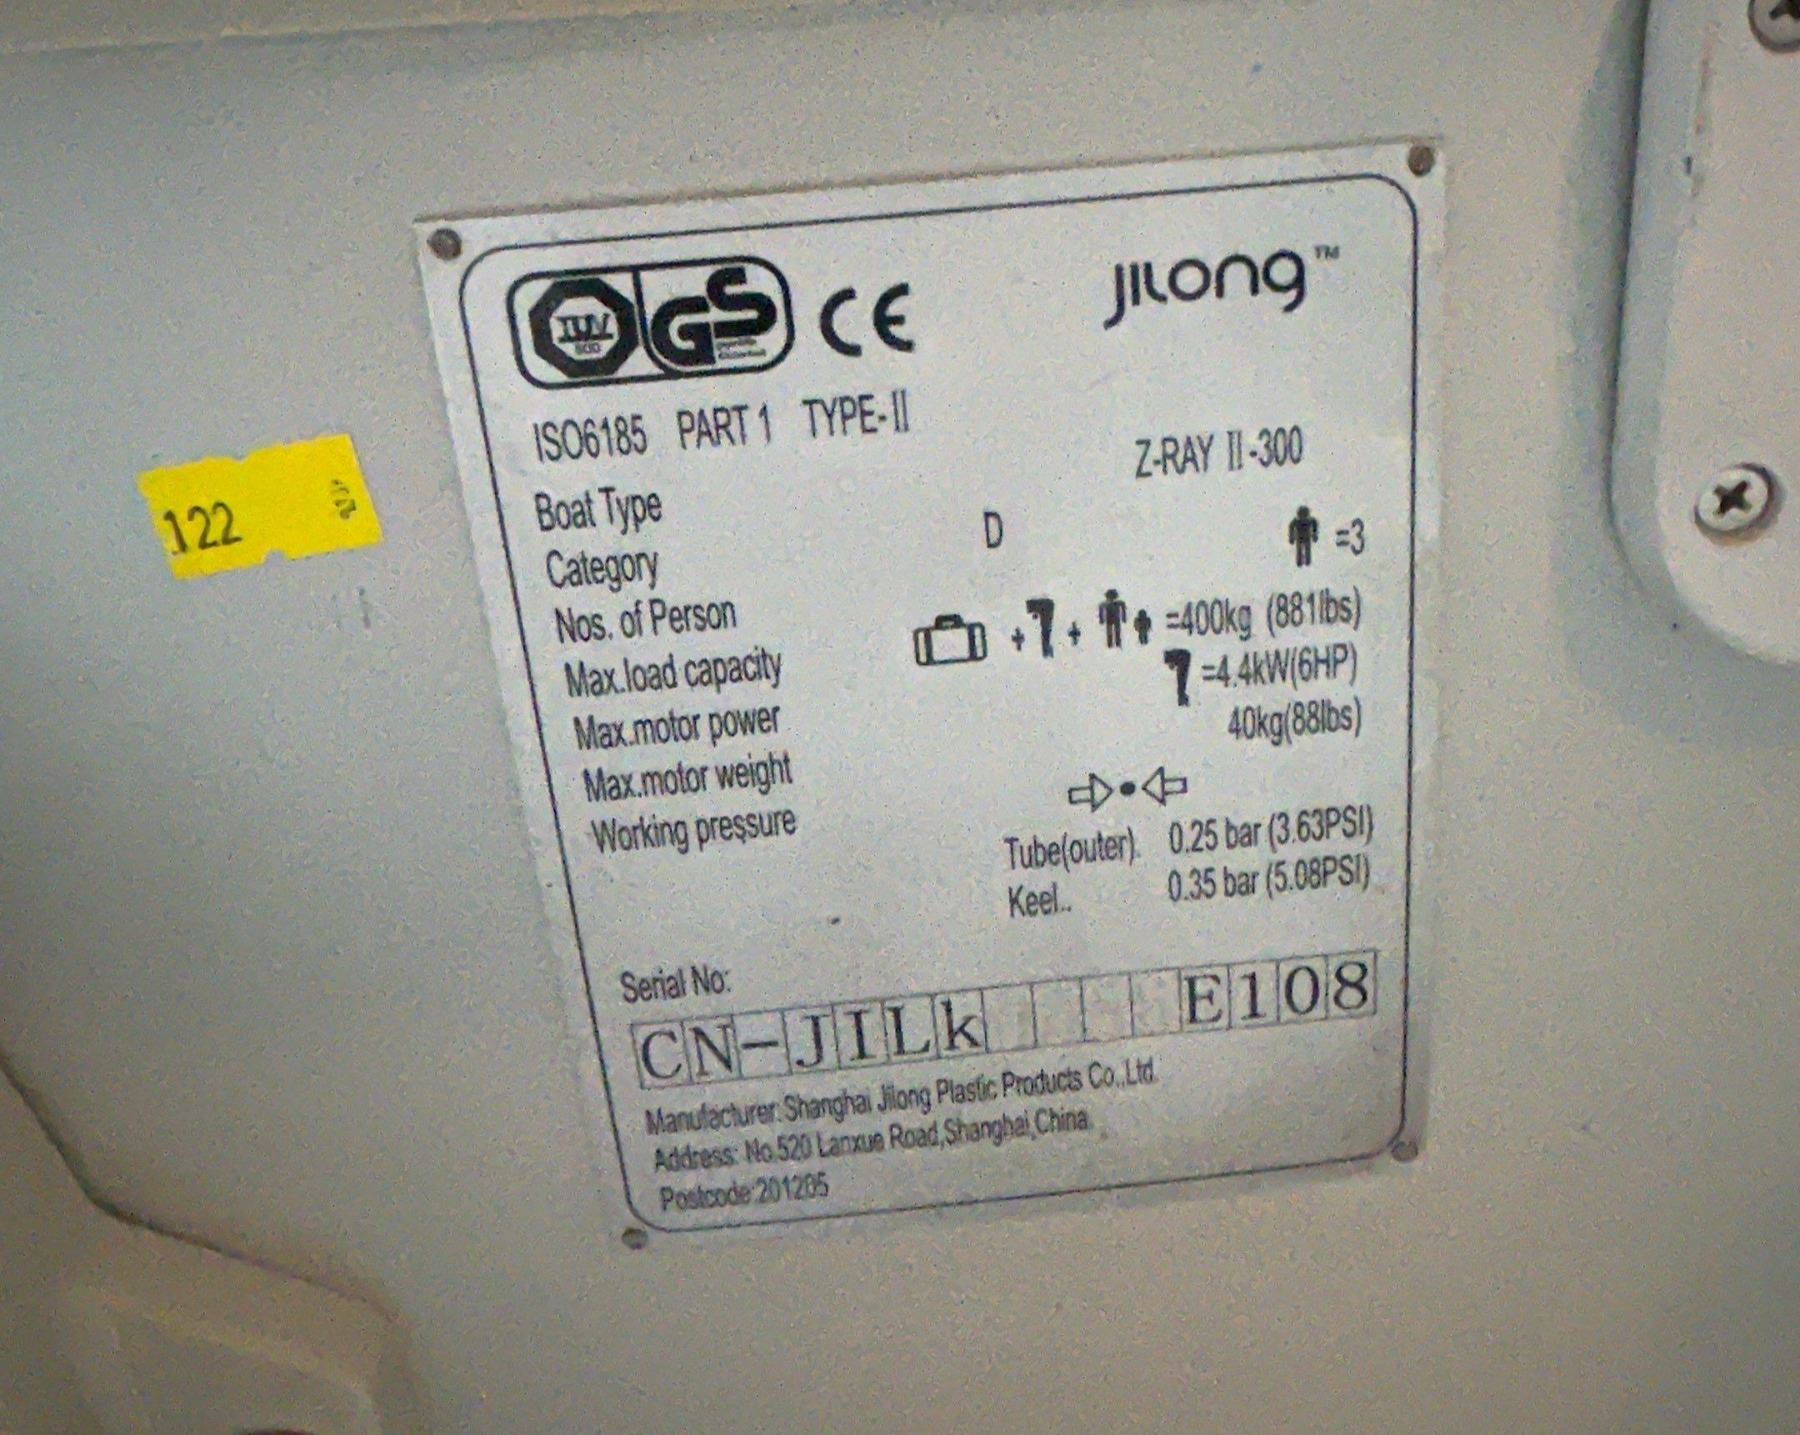 TÜV
GS
CE
JILONG™
ISO6185 PART 1 TYPE-II
Boat Type Z-RAY II-300
Category D
Nos. of Person =3
Max.load capacity + + =400kg (881lbs)
Max.motor power =4.4kW(6HP)
Max.motor weight 40kg(88lbs)
Working pressure
Tube(outer). 0.25 bar (3.63PSI)
Keel.. 0.35 bar (5.08PSI)
Serial No:
CN-JILk E108
Manufacturer: Shanghai Jilong Plastic Products Co.,Ltd.
Address: No.520 Lanxue Road,Shanghai,China.
Postcode:201205
122